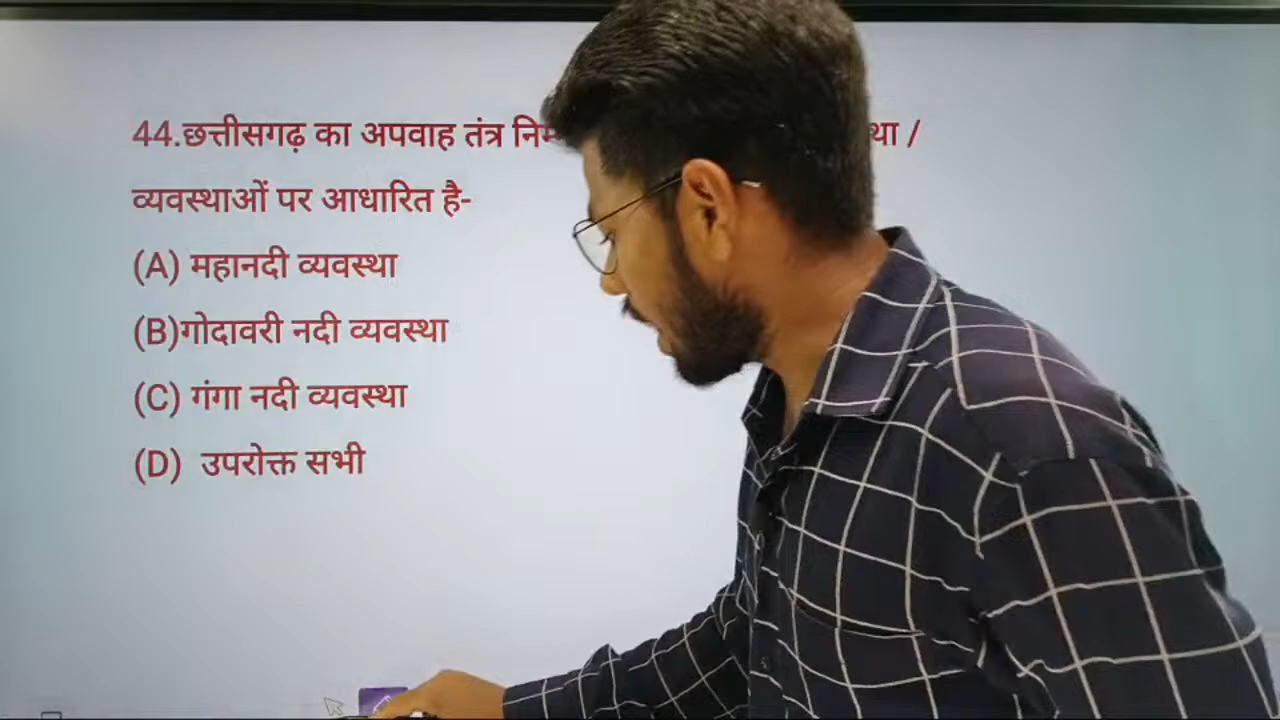 44.छत्तीसगढ़ का अपवाह तंत्र /
व्यवस्थाओं पर आधारित है-
(A) महानदी व्यवस्था
(B)गोदावरी नदी व्यवस्था
(C) गंगा नदी व्यवस्था
(D) उपरोक्त सभी